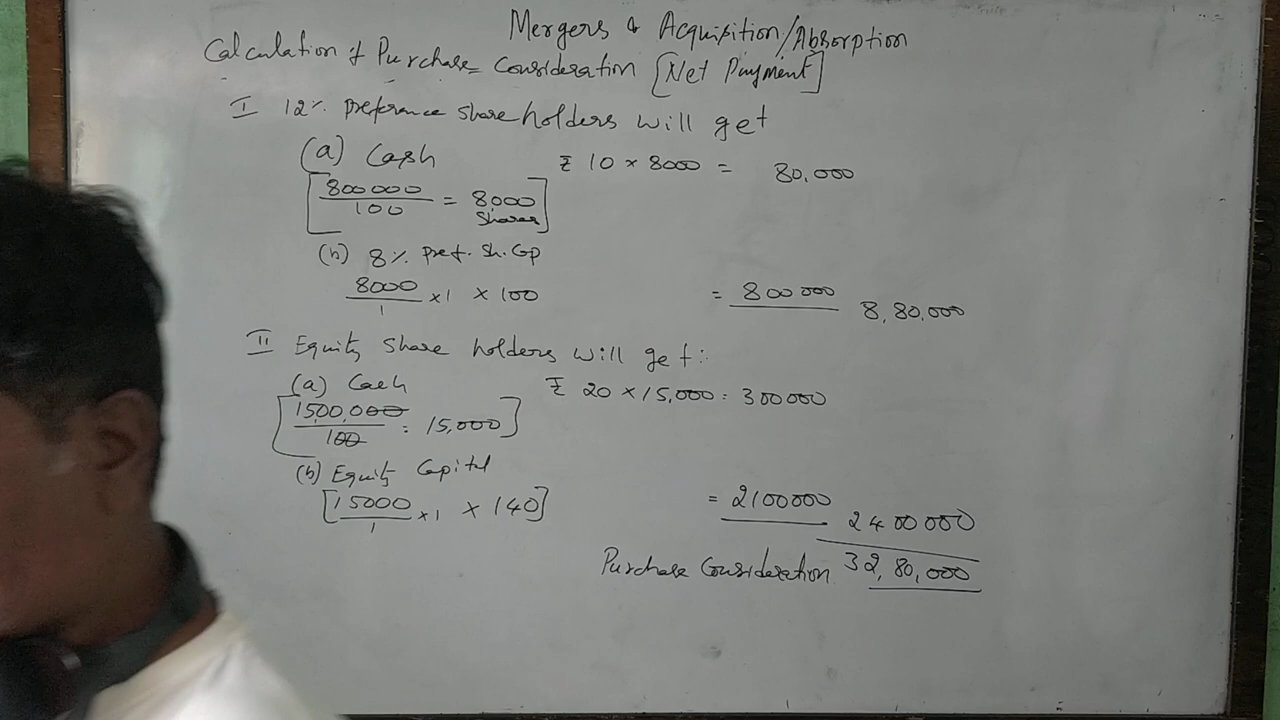 Mergers & Acquisition/Absorption
Calculation of Purchase Consideration [Net Payment]
I 12% preferance share holders will get
(a) Cash ₹ 10 × 8000 = 80,000
[800000/100 = 8000 Shares]
(b) 8% Pref. Sh. Cap
8000/1 × 1 × 100 = 800000 8,80,000
II Equity Share holders will get:
(a) Cash ₹ 20 × 15,000 : 300000
[1500,000/100 : 15,000]
(b) Equity Capital
[15000/1 × 1 × 140] = 2100000 2400000
Purchase Consideration 32,80,000